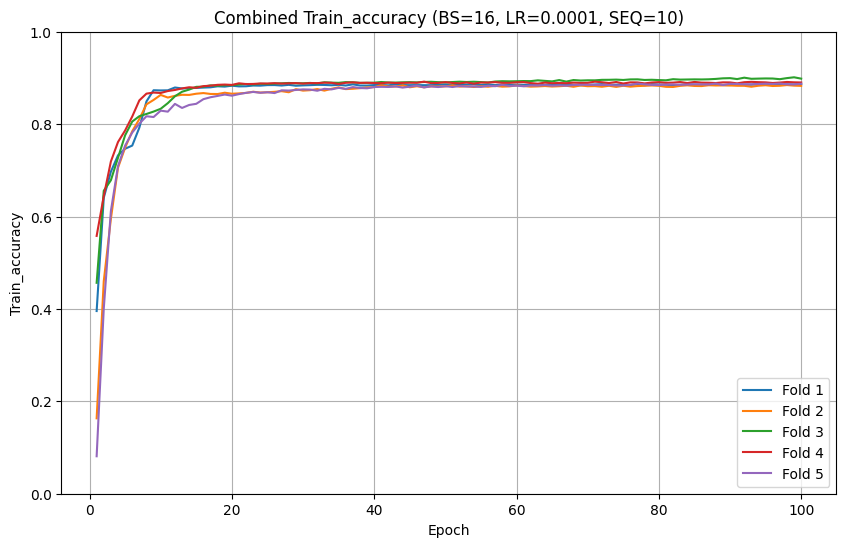 Combined Train_accuracy (BS=16, LR=0.0001, SEQ=10)
Train_accuracy
1.0
0.8
0.6
0.4
0.2
0.0
0 20 40 60 80 100
Epoch
Fold 1
Fold 2
Fold 3
Fold 4
Fold 5